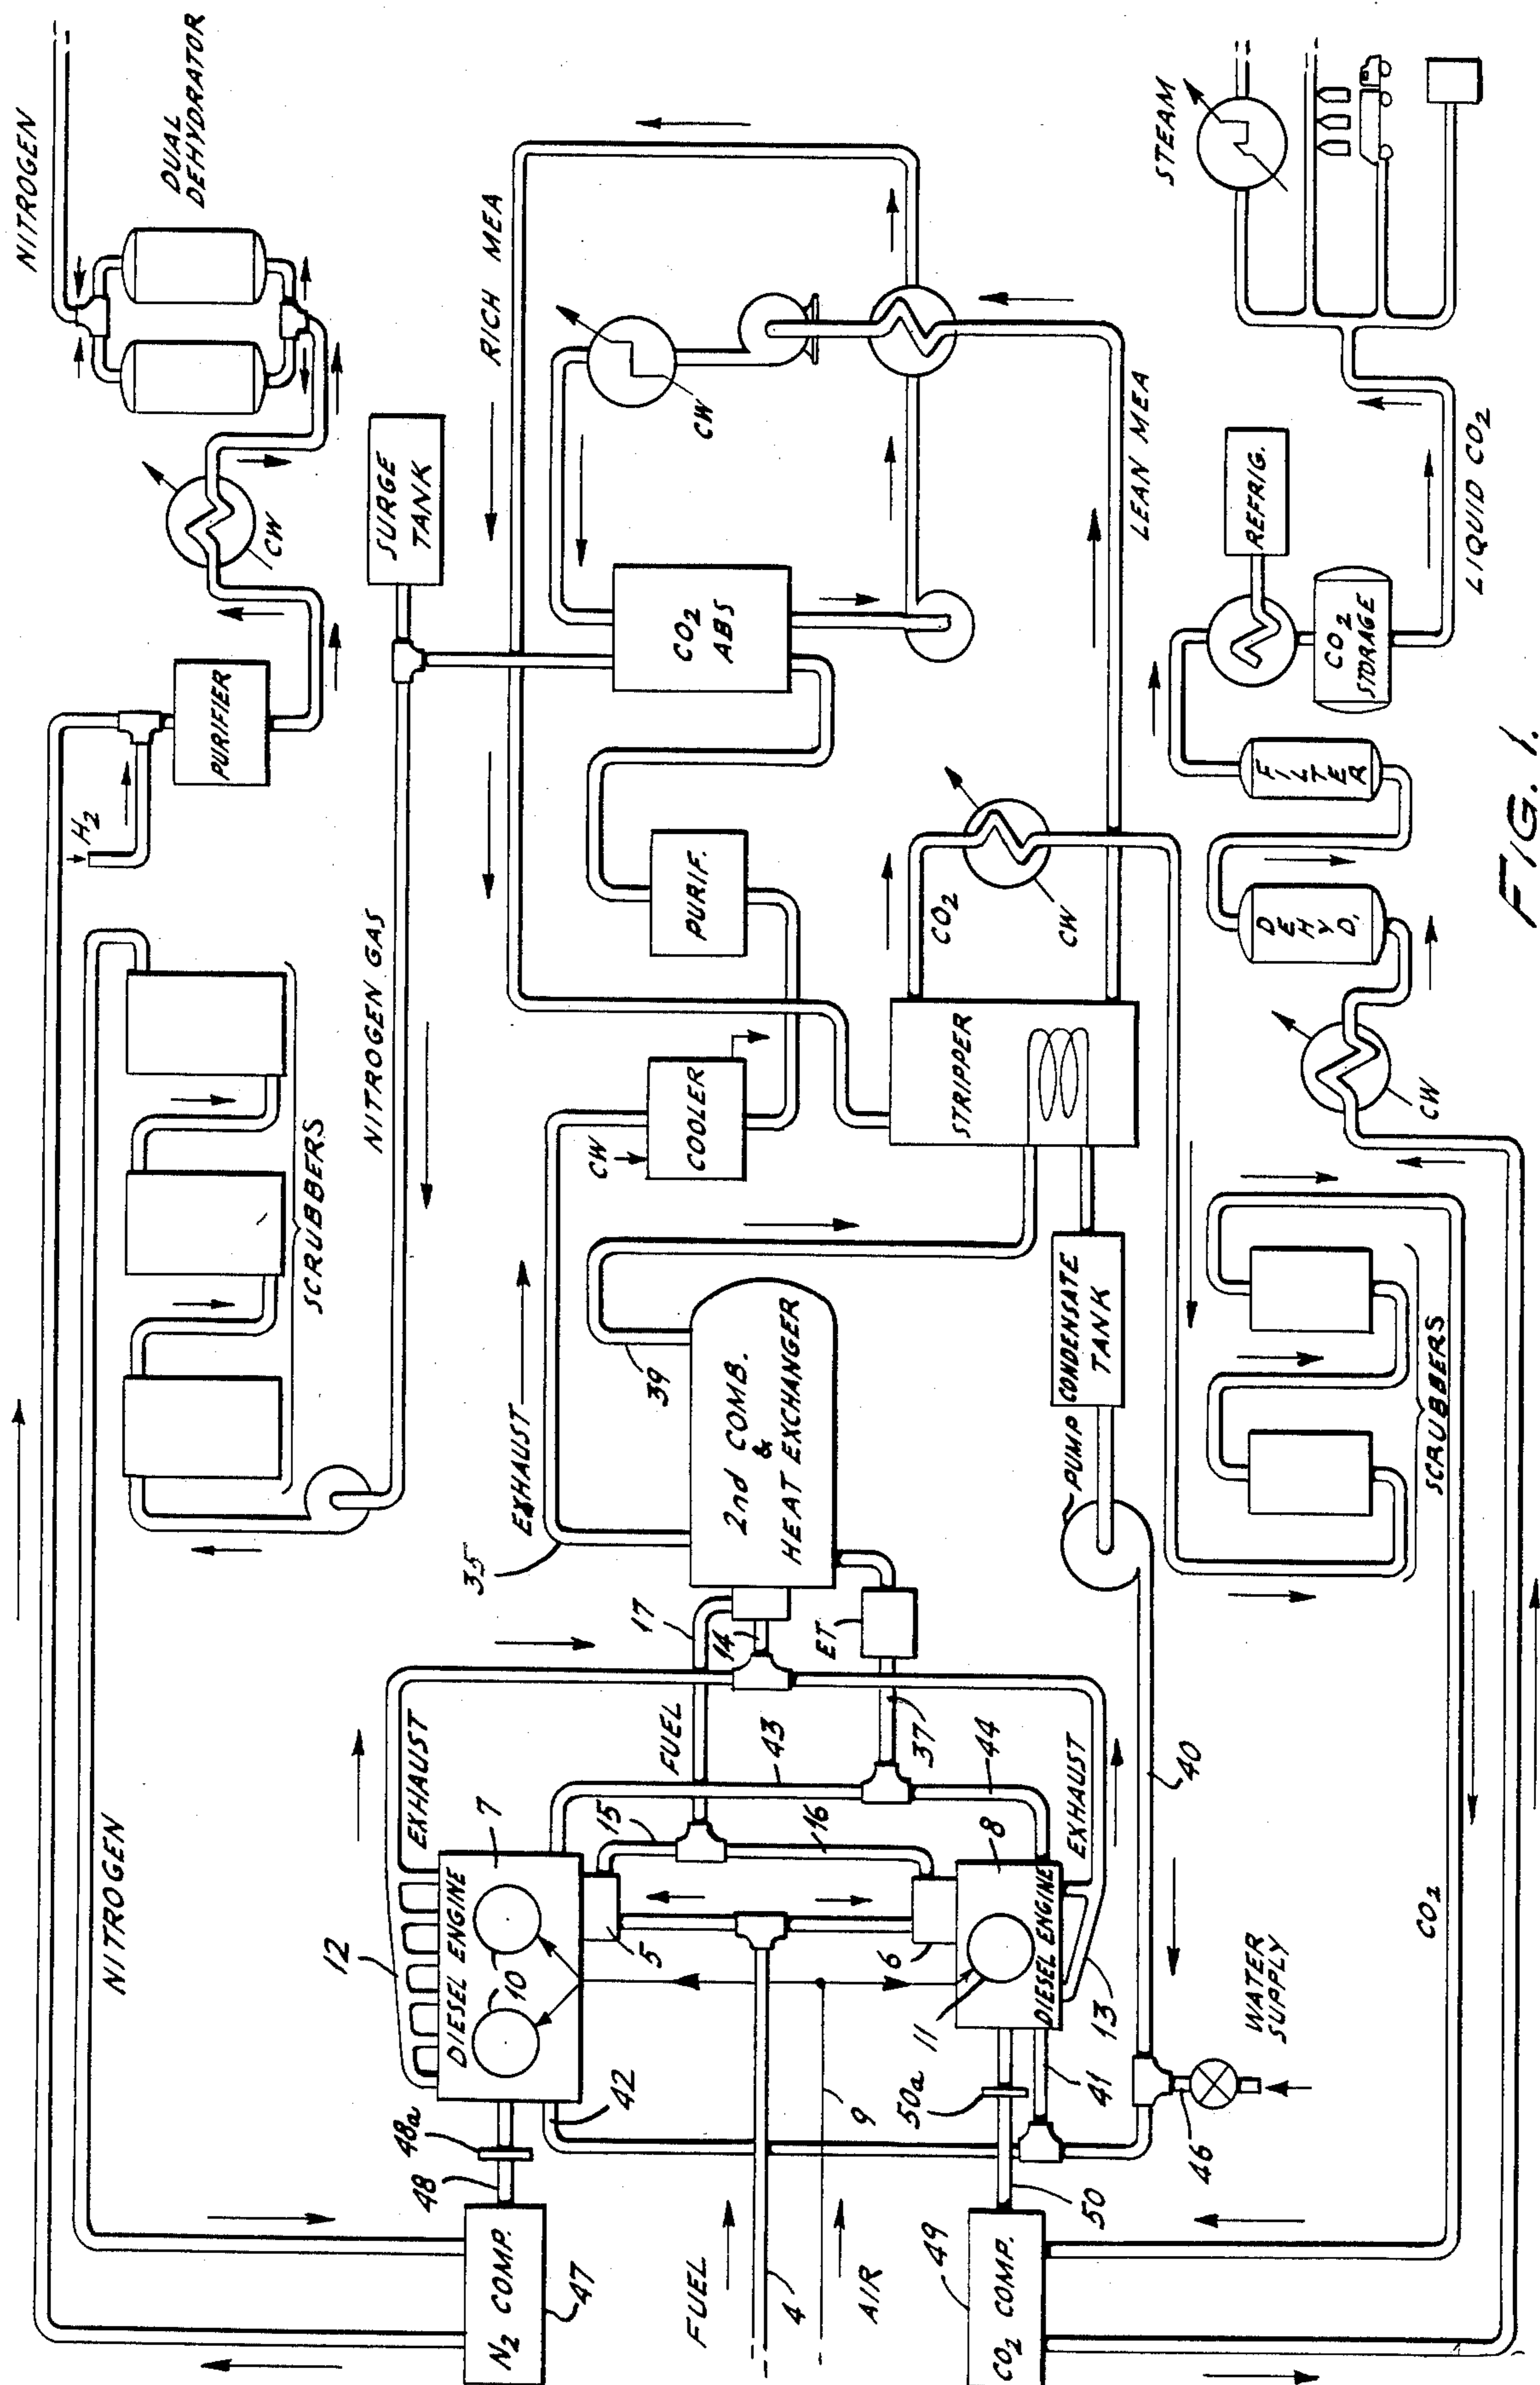 NITROGEN
DUAL
DEHYDRATOR
CW
H2
PURIFIER
SCRUBBERS
NITROGEN
SURGE
TANK
NITROGEN GAS
RICH MEA
CW
CO2
ABS
PURIF.
CW
COOLER
EXHAUST
35
39
2nd COMB.
&
HEAT EXCHANGER
17
14
ET
FUEL
43
37
44
EXHAUST
12
DIESEL ENGINE
7
10
5
15
16
6
8
DIESEL ENGINE
11
13
EXHAUST
42
41
48a
48
N2 COMP.
47
FUEL
4
9
AIR
50a
50
49
CO2 COMP.
46
WATER
SUPPLY
40
PUMP
CONDENSATE
TANK
STRIPPER
CO2
CW
LEAN MEA
SCRUBBERS
CO2
CW
DEHYD.
FILTER
REFRIG.
CO2
STORAGE
LIQUID CO2
STEAM
FIG. 1.